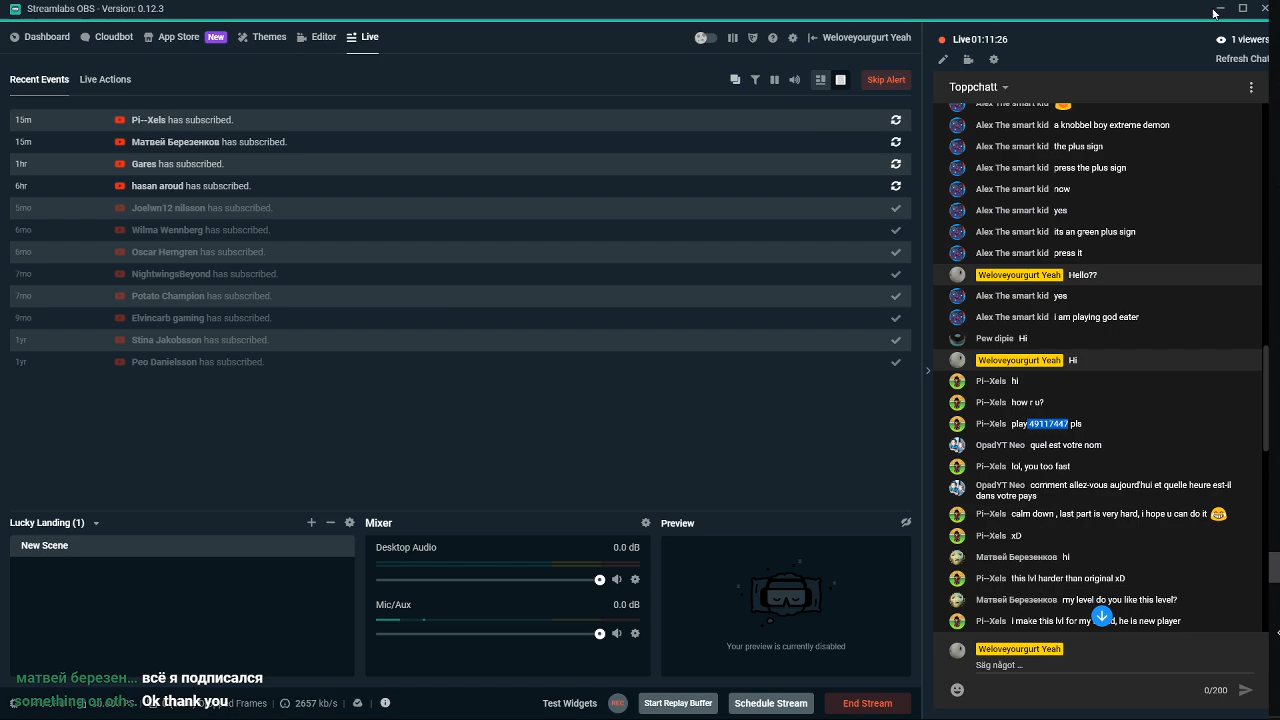 Streamlabs OBS - Version: 0.12.3
Dashboard Cloudbot App Store New Themes Editor Live Weloveyourgurt Yeah
Recent Events Live Actions Skip Alert
15m Pi--Xels has subscribed.
15m Матвей Березенков has subscribed.
1hr Gares has subscribed.
6hr hasan aroud has subscribed.
5mo Joelwn12 nilsson has subscribed.
6mo Wilma Wennberg has subscribed.
6mo Oscar Herngren has subscribed.
7mo NightwingsBeyond has subscribed.
7mo Potato Champion has subscribed.
9mo Elvincarb gaming has subscribed.
1yr Stina Jakobsson has subscribed.
1yr Peo Danielsson has subscribed.
Lucky Landing (1)
New Scene
Mixer
Desktop Audio 0.0 dB
Mic/Aux 0.0 dB
Preview
Your preview is currently disabled
матвей березен... всё я подписался
something or oth... Ok thank you
d Frames 2657 kb/s
Test Widgets REC Start Replay Buffer Schedule Stream End Stream
Live 01:11:26 1 viewers
Refresh Chat
Toppchatt
Alex The smart kid
Alex The smart kid a knobbel boy extreme demon
Alex The smart kid the plus sign
Alex The smart kid press the plus sign
Alex The smart kid now
Alex The smart kid yes
Alex The smart kid its an green plus sign
Alex The smart kid press it
Weloveyourgurt Yeah Hello??
Alex The smart kid yes
Alex The smart kid i am playing god eater
Pew dipie Hi
Weloveyourgurt Yeah Hi
Pi--Xels hi
Pi--Xels how r u?
Pi--Xels play 49117447 pls
OpadYT Neo quel est votre nom
Pi--Xels lol, you too fast
OpadYT Neo comment allez-vous aujourd'hui et quelle heure est-il
dans votre pays
Pi--Xels calm down , last part is very hard, i hope u can do it
Pi--Xels xD
Матвей Березенков hi
Pi--Xels this lvl harder than original xD
Матвей Березенков my level do you like this level?
Pi--Xels i make this lvl for my d, he is new player
Weloveyourgurt Yeah
Säg något ...
0/200